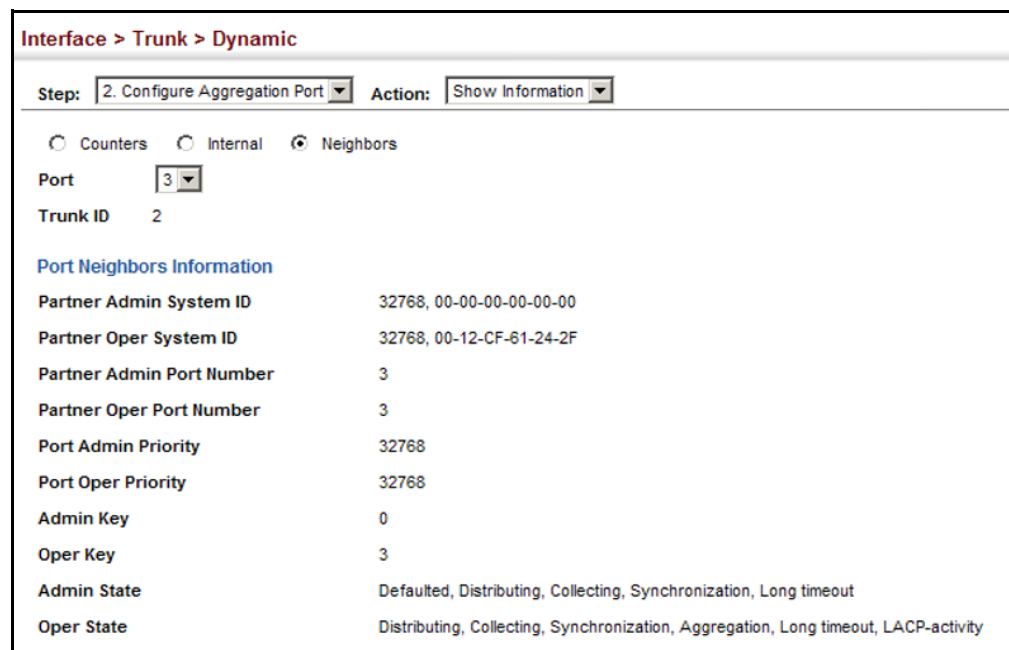 Interface > Trunk > Dynamic
Step: 2. Configure Aggregation Port Action: Show Information
Counters Internal Neighbors
Port 3
Trunk ID 2
Port Neighbors Information
Partner Admin System ID 32768, 00-00-00-00-00-00
Partner Oper System ID 32768, 00-12-CF-61-24-2F
Partner Admin Port Number 3
Partner Oper Port Number 3
Port Admin Priority 32768
Port Oper Priority 32768
Admin Key 0
Oper Key 3
Admin State Defaulted, Distributing, Collecting, Synchronization, Long timeout
Oper State Distributing, Collecting, Synchronization, Aggregation, Long timeout, LACP-activity